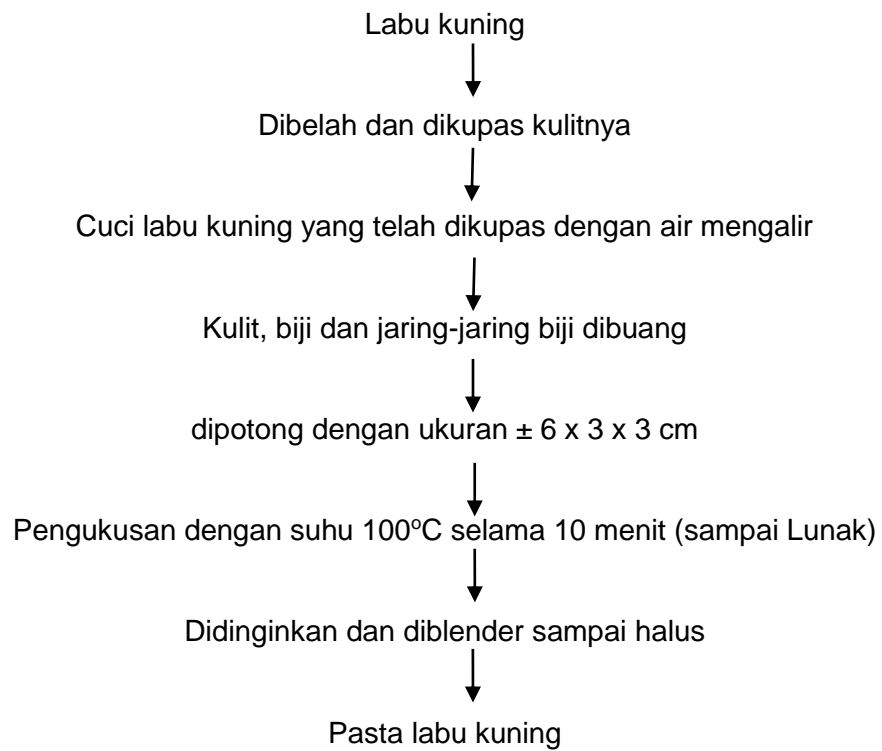 Labu kuning
Dibelah dan dikupas kulitnya
Cuci labu kuning yang telah dikupas dengan air mengalir
Kulit, biji dan jaring-jaring biji dibuang
dipotong dengan ukuran ± 6 x 3 x 3 cm
Pengukusan dengan suhu 100°C selama 10 menit (sampai Lunak)
Didinginkan dan diblender sampai halus
Pasta labu kuning